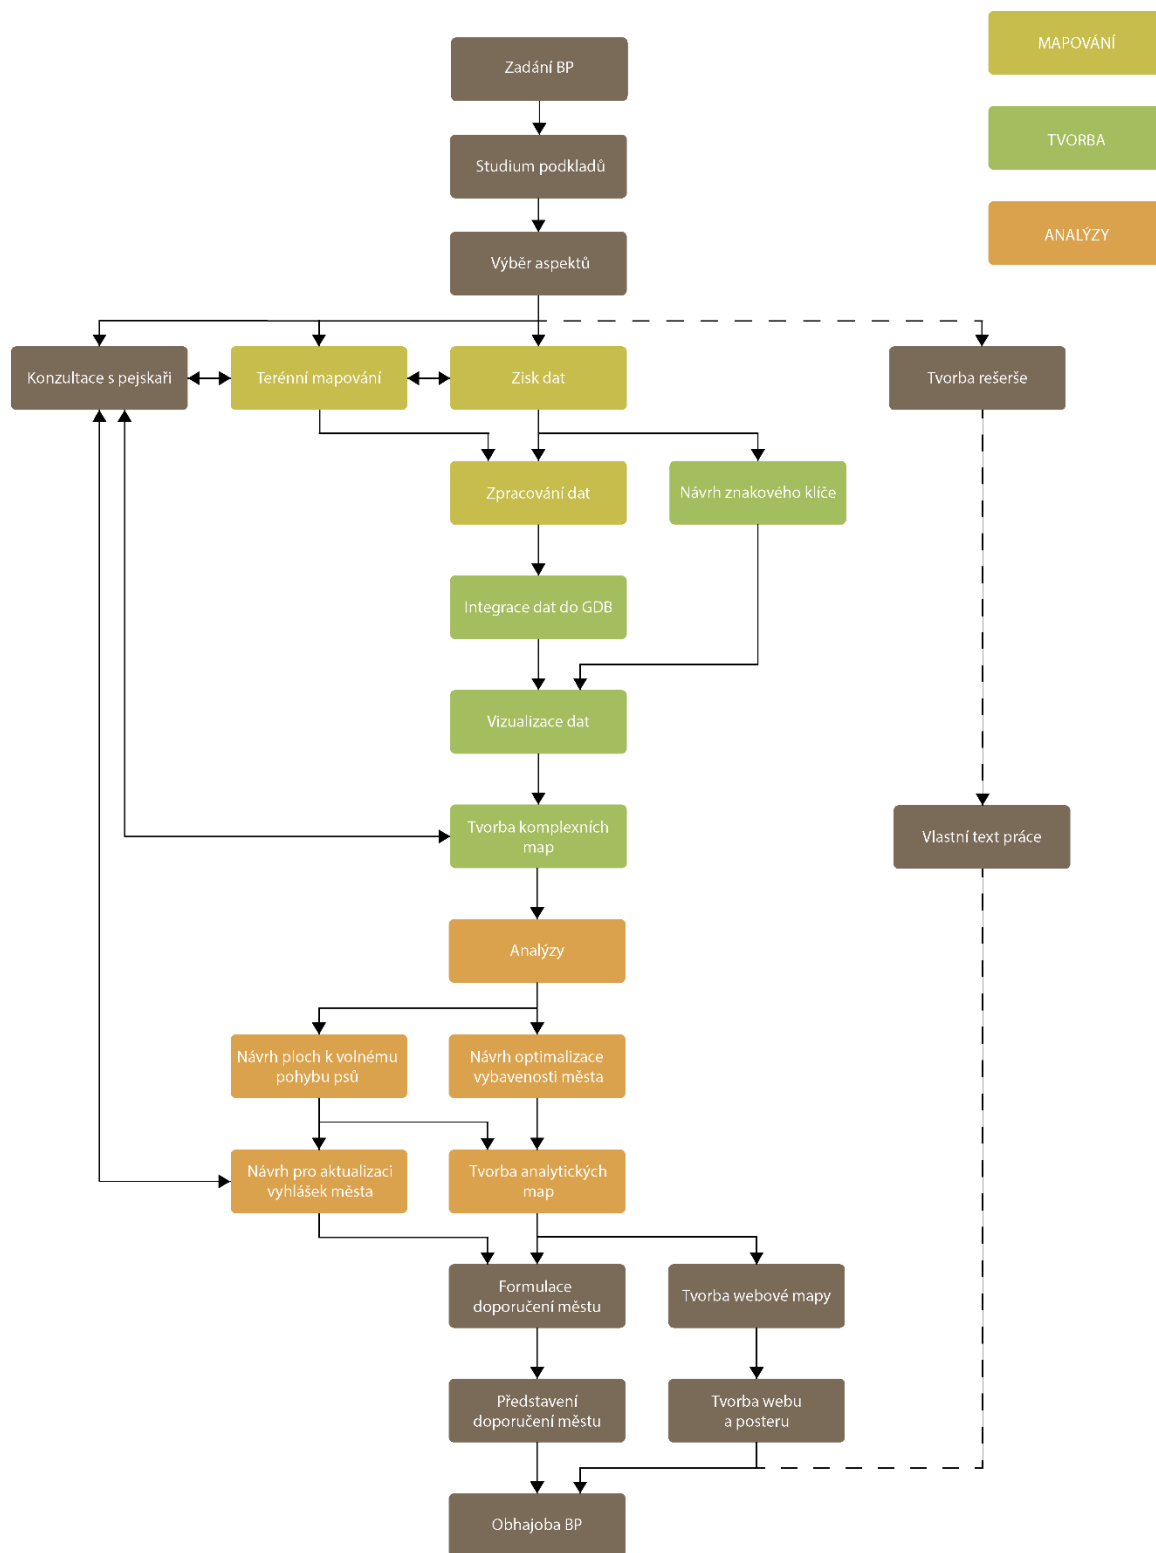 MAPOVÁNÍ
Zadání BP
TVORBA
Studium podkladů
ANALÝZY
Výběr aspektů
Konzultace s pejskaři
Terénní mapování
Zisk dat
Tvorba rešerše
Zpracování dat
Návrh znakového klíče
Integrace dat do GDB
Vizualizace dat
Tvorba komplexních
map
Vlastní text práce
Analýzy
Návrh ploch k volnému
pohybu psů
Návrh optimalizace
vybavenosti města
Návrh pro aktualizaci
vyhlášek města
Tvorba analytických
map
Formulace
doporučení městu
Tvorba webové mapy
Představení
doporučení městu
Tvorba webu
a posteru
Obhajoba BP